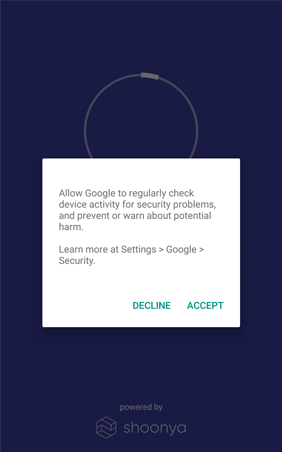 Allow Google to regularly check
device activity for security problems,
and prevent or warn about potential
harm.
Learn more at Settings > Google >
Security.
DECLINE ACCEPT
powered by
shoonya